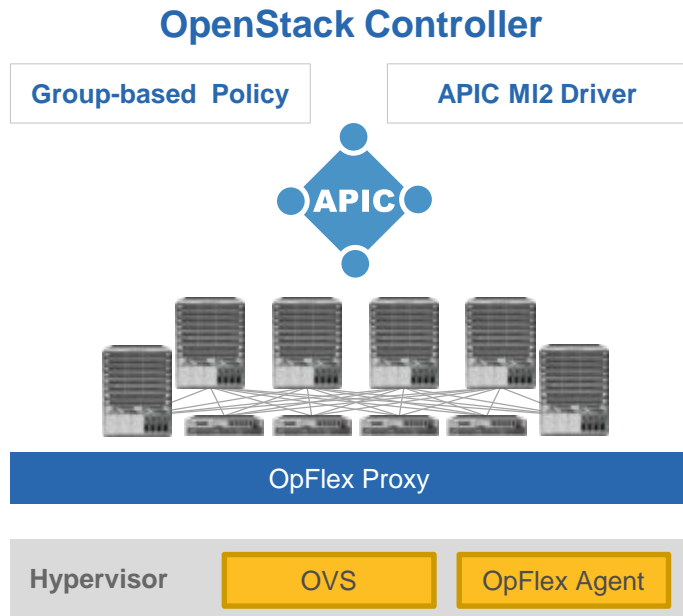 OpenStack Controller
Group-based Policy
APIC Ml2 Driver
APIC
OpFlex Proxy
Hypervisor
OVS
OpFlex Agent